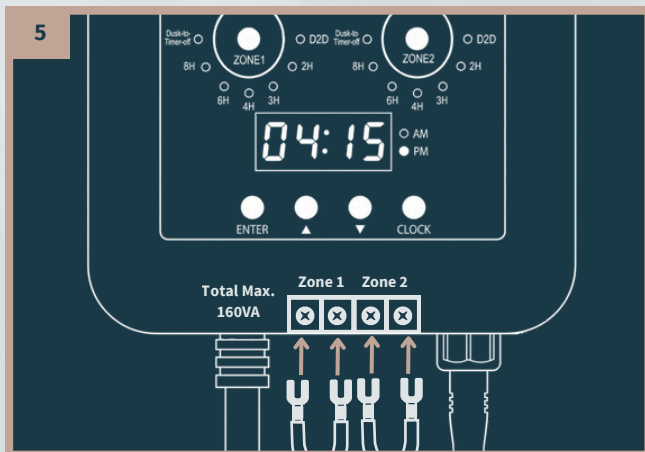 5
Dusk-to-
Timer-off
D2D
8H
ZONE1
2H
6H
4H
3H
Dusk-to-
Timer-off
D2D
8H
ZONE2
2H
6H
4H
3H
04:15
AM
PM
ENTER
▲
▼
CLOCK
Total Max.
160VA
Zone 1 Zone 2